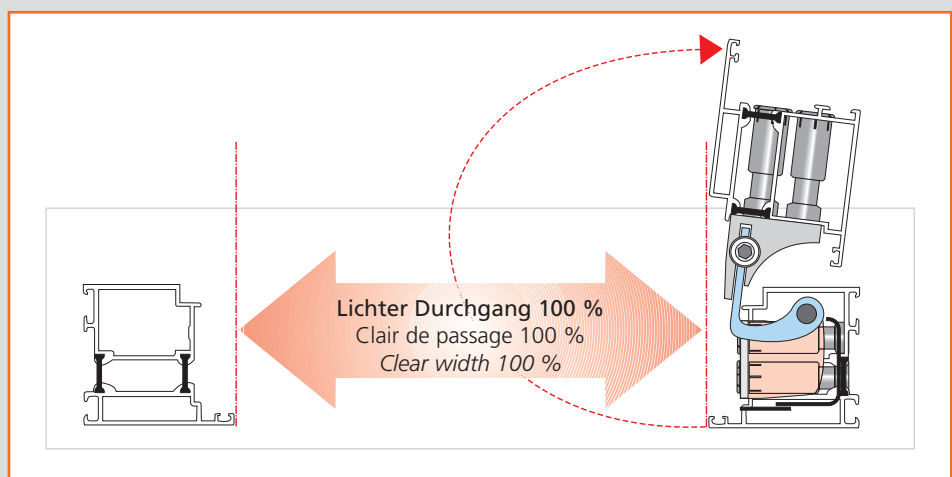 Lichter Durchgang 100 %
Clair de passage 100 %
Clear width 100 %